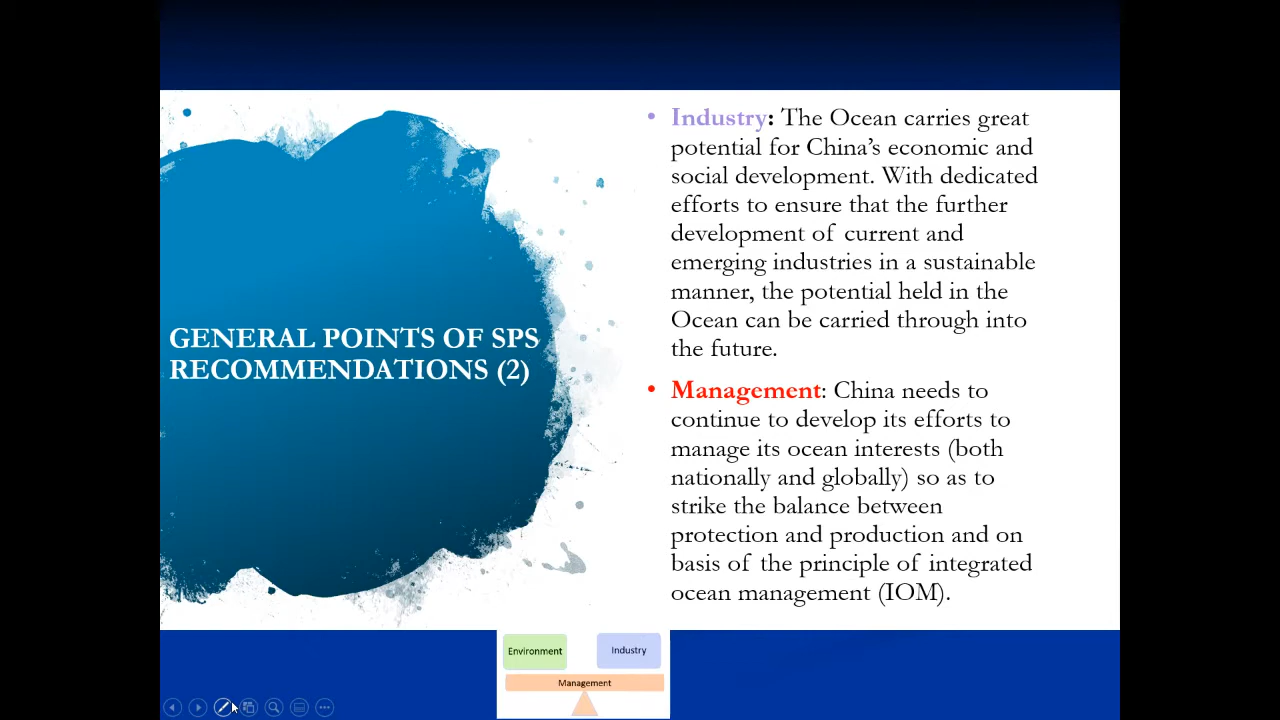 GENERAL POINTS OF SPS
RECOMMENDATIONS (2)
• Industry: The Ocean carries great
potential for China’s economic and
social development. With dedicated
efforts to ensure that the further
development of current and
emerging industries in a sustainable
manner, the potential held in the
Ocean can be carried through into
the future.
• Management: China needs to
continue to develop its efforts to
manage its ocean interests (both
nationally and globally) so as to
strike the balance between
protection and production and on
basis of the principle of integrated
ocean management (IOM).
Environment
Industry
Management